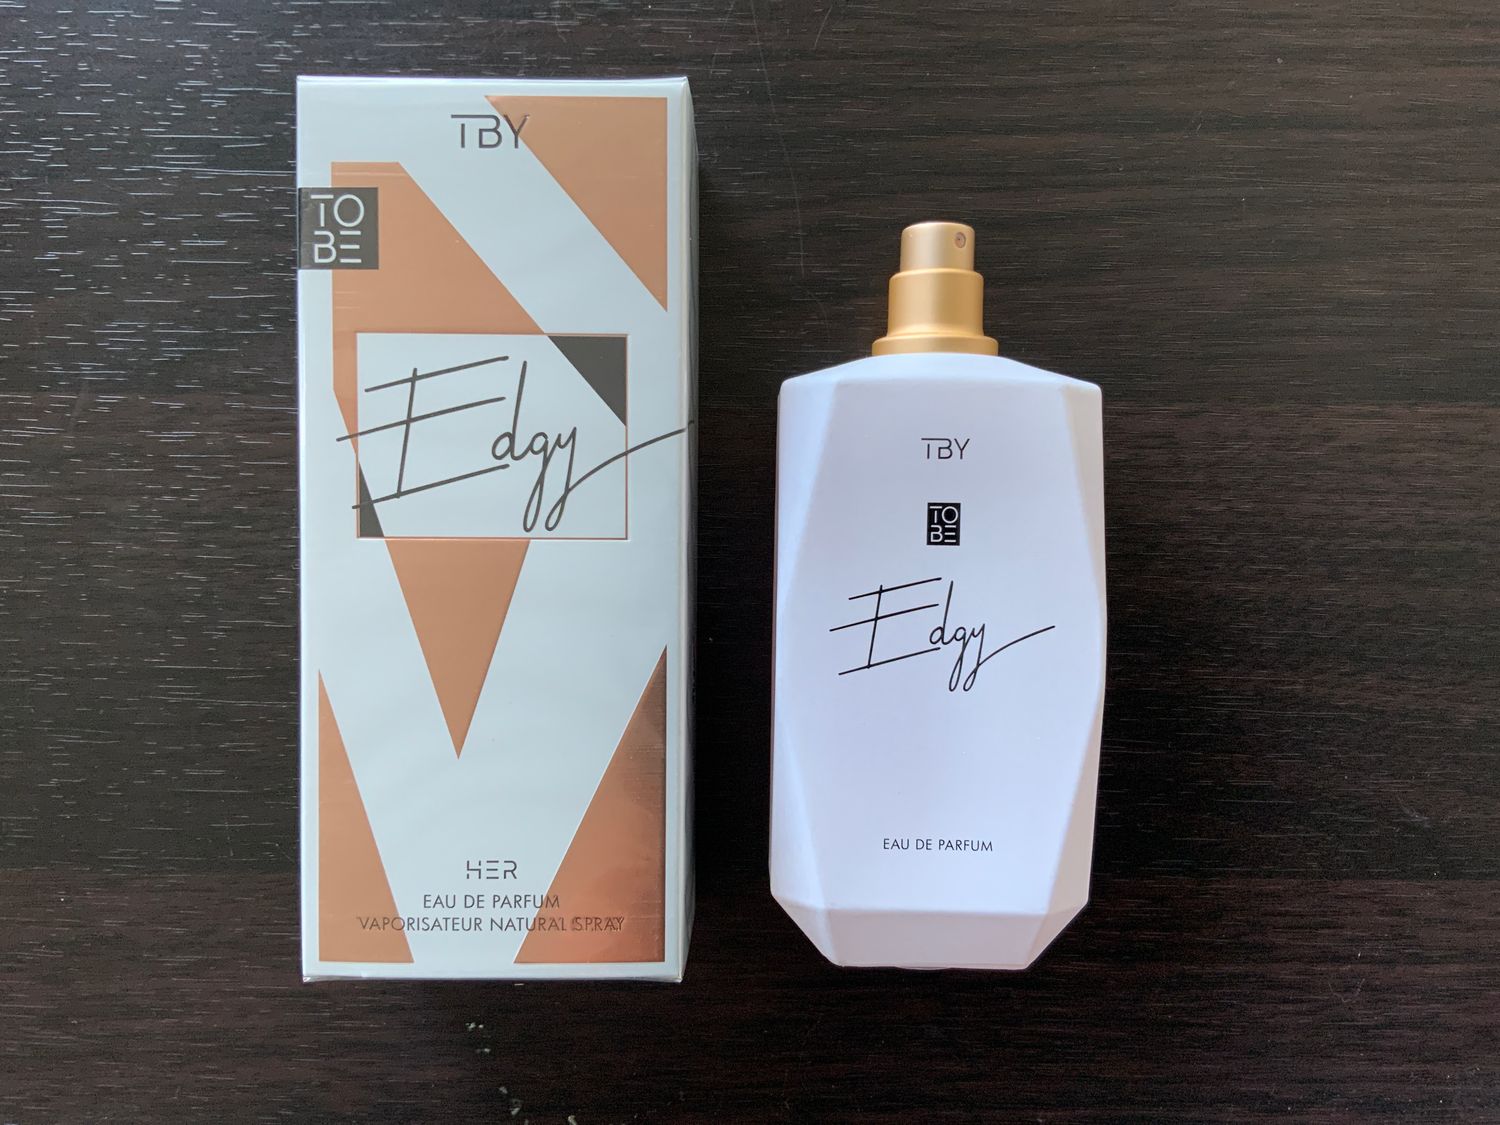 TBY
TO
BE
Edgy
HER
EAU DE PARFUM
VAPORISATEUR NATURAL SPRAY
TBY
TO
BE
Edgy
EAU DE PARFUM